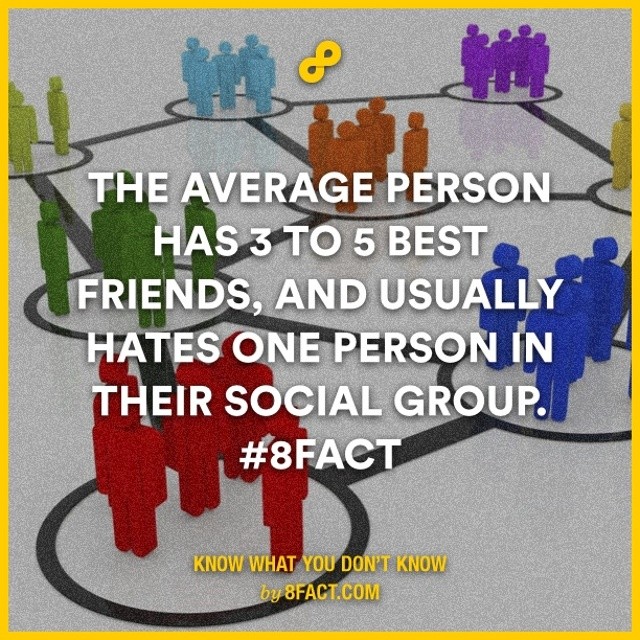 THE AVERAGE PERSON
HAS 3 TO 5 BEST
FRIENDS, AND USUALLY
HATES ONE PERSON IN
THEIR SOCIAL GROUP.
#8FACT
KNOW WHAT YOU DON'T KNOW
by 8FACT.COM